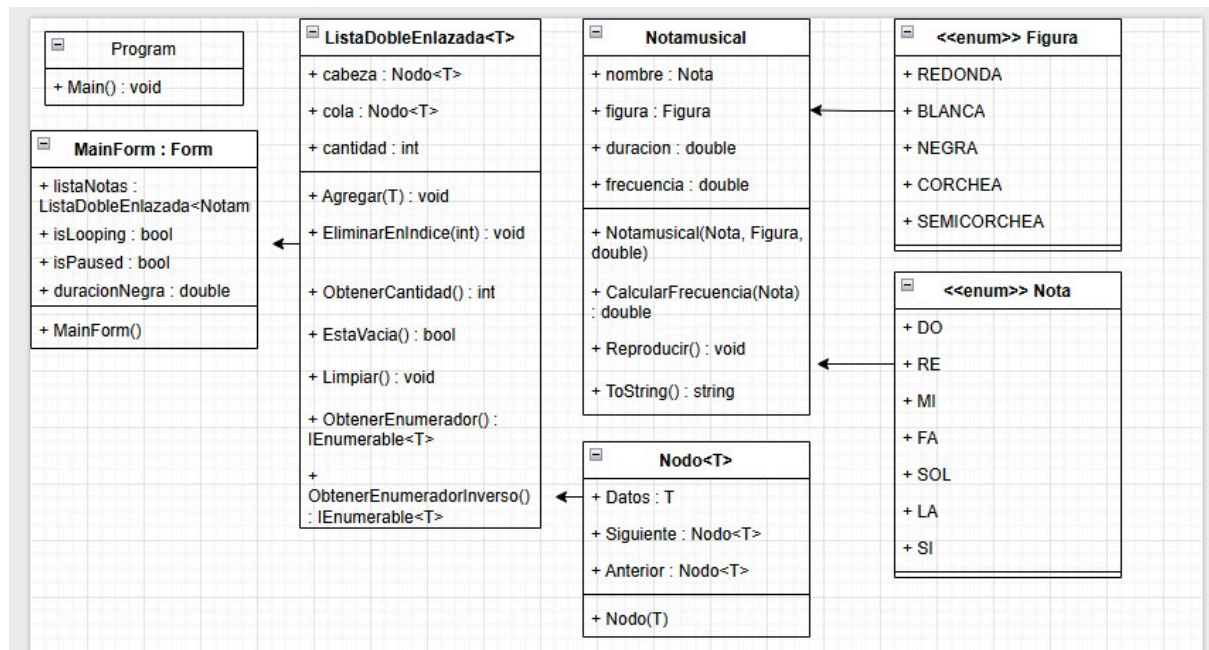 Program
+ Main() : void
MainForm : Form
+ listaNotas :
ListaDobleEnlazada<Notam
+ isLooping : bool
+ isPaused : bool
+ duracionNegra : double
+ MainForm()
ListaDobleEnlazada<T>
+ cabeza : Nodo<T>
+ cola : Nodo<T>
+ cantidad : int
+ Agregar(T) : void
+ EliminarEnIndice(int) : void
+ ObtenerCantidad() : int
+ EstaVacia() : bool
+ Limpiar() : void
+ ObtenerEnumerador() :
IEnumerable<T>
+
ObtenerEnumeradorInverso()
: IEnumerable<T>
Notamusical
+ nombre : Nota
+ figura : Figura
+ duracion : double
+ frecuencia : double
+ Notamusical(Nota, Figura,
double)
+ CalcularFrecuencia(Nota)
: double
+ Reproducir() : void
+ ToString() : string
Nodo<T>
+ Datos : T
+ Siguiente : Nodo<T>
+ Anterior : Nodo<T>
+ Nodo(T)
<<enum>> Figura
+ REDONDA
+ BLANCA
+ NEGRA
+ CORCHEA
+ SEMICORCHEA
<<enum>> Nota
+ DO
+ RE
+ MI
+ FA
+ SOL
+ LA
+ SI